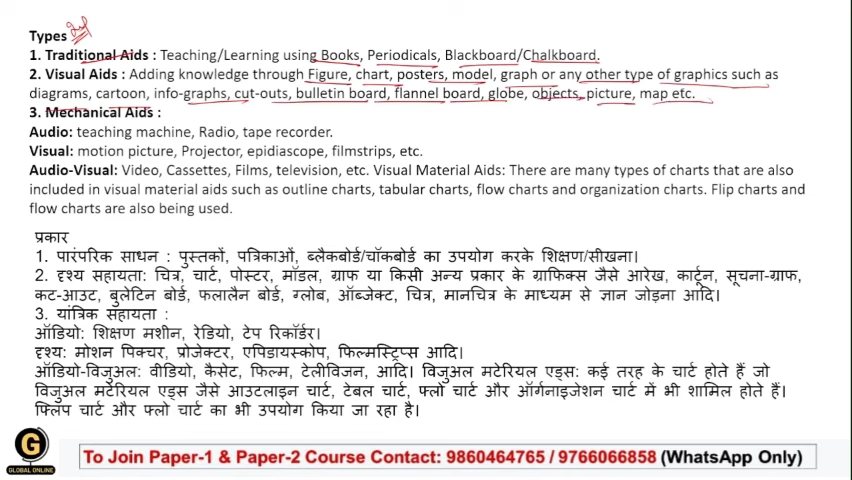 Types
1. Traditional Aids : Teaching/Learning using Books, Periodicals, Blackboard/Chalkboard.
2. Visual Aids : Adding knowledge through Figure, chart, posters, model, graph or any other type of graphics such as
diagrams, cartoon, info-graphs, cut-outs, bulletin board, flannel board, globe, objects, picture, map etc.
3. Mechanical Aids :
Audio: teaching machine, Radio, tape recorder.
Visual: motion picture, Projector, epidiascope, filmstrips, etc.
Audio-Visual: Video, Cassettes, Films, television, etc. Visual Material Aids: There are many types of charts that are also
included in visual material aids such as outline charts, tabular charts, flow charts and organization charts. Flip charts and
flow charts are also being used.
प्रकार
1. पारंपरिक साधन : पुस्तकों, पत्रिकाओं, ब्लैकबोर्ड/चॉकबोर्ड का उपयोग करके शिक्षण/सीखना।
2. दृश्य सहायता: चित्र, चार्ट, पोस्टर, मॉडल, ग्राफ या किसी अन्य प्रकार के ग्राफिक्स जैसे आरेख, कार्टून, सूचना-ग्राफ,
कट-आउट, बुलेटिन बोर्ड, फलालैन बोर्ड, ग्लोब, ऑब्जेक्ट, चित्र, मानचित्र के माध्यम से ज्ञान जोड़ना आदि।
3. यांत्रिक सहायता :
ऑडियो: शिक्षण मशीन, रेडियो, टेप रिकॉर्डर।
दृश्य: मोशन पिक्चर, प्रोजेक्टर, एपिडायस्कोप, फिल्मस्ट्रिप्स आदि।
ऑडियो-विजुअल: वीडियो, कैसेट, फिल्म, टेलीविजन, आदि। विजुअल मटेरियल एड्स: कई तरह के चार्ट होते हैं जो
विजुअल मटेरियल एड्स जैसे आउटलाइन चार्ट, टेबल चार्ट, फ्लो चार्ट और ऑर्गनाइजेशन चार्ट में भी शामिल होते हैं।
फ्लिप चार्ट और फ्लो चार्ट का भी उपयोग किया जा रहा है।
G
GLOBAL ONLINE
To Join Paper-1 & Paper-2 Course Contact: 9860464765 / 9766066858 (WhatsApp Only)